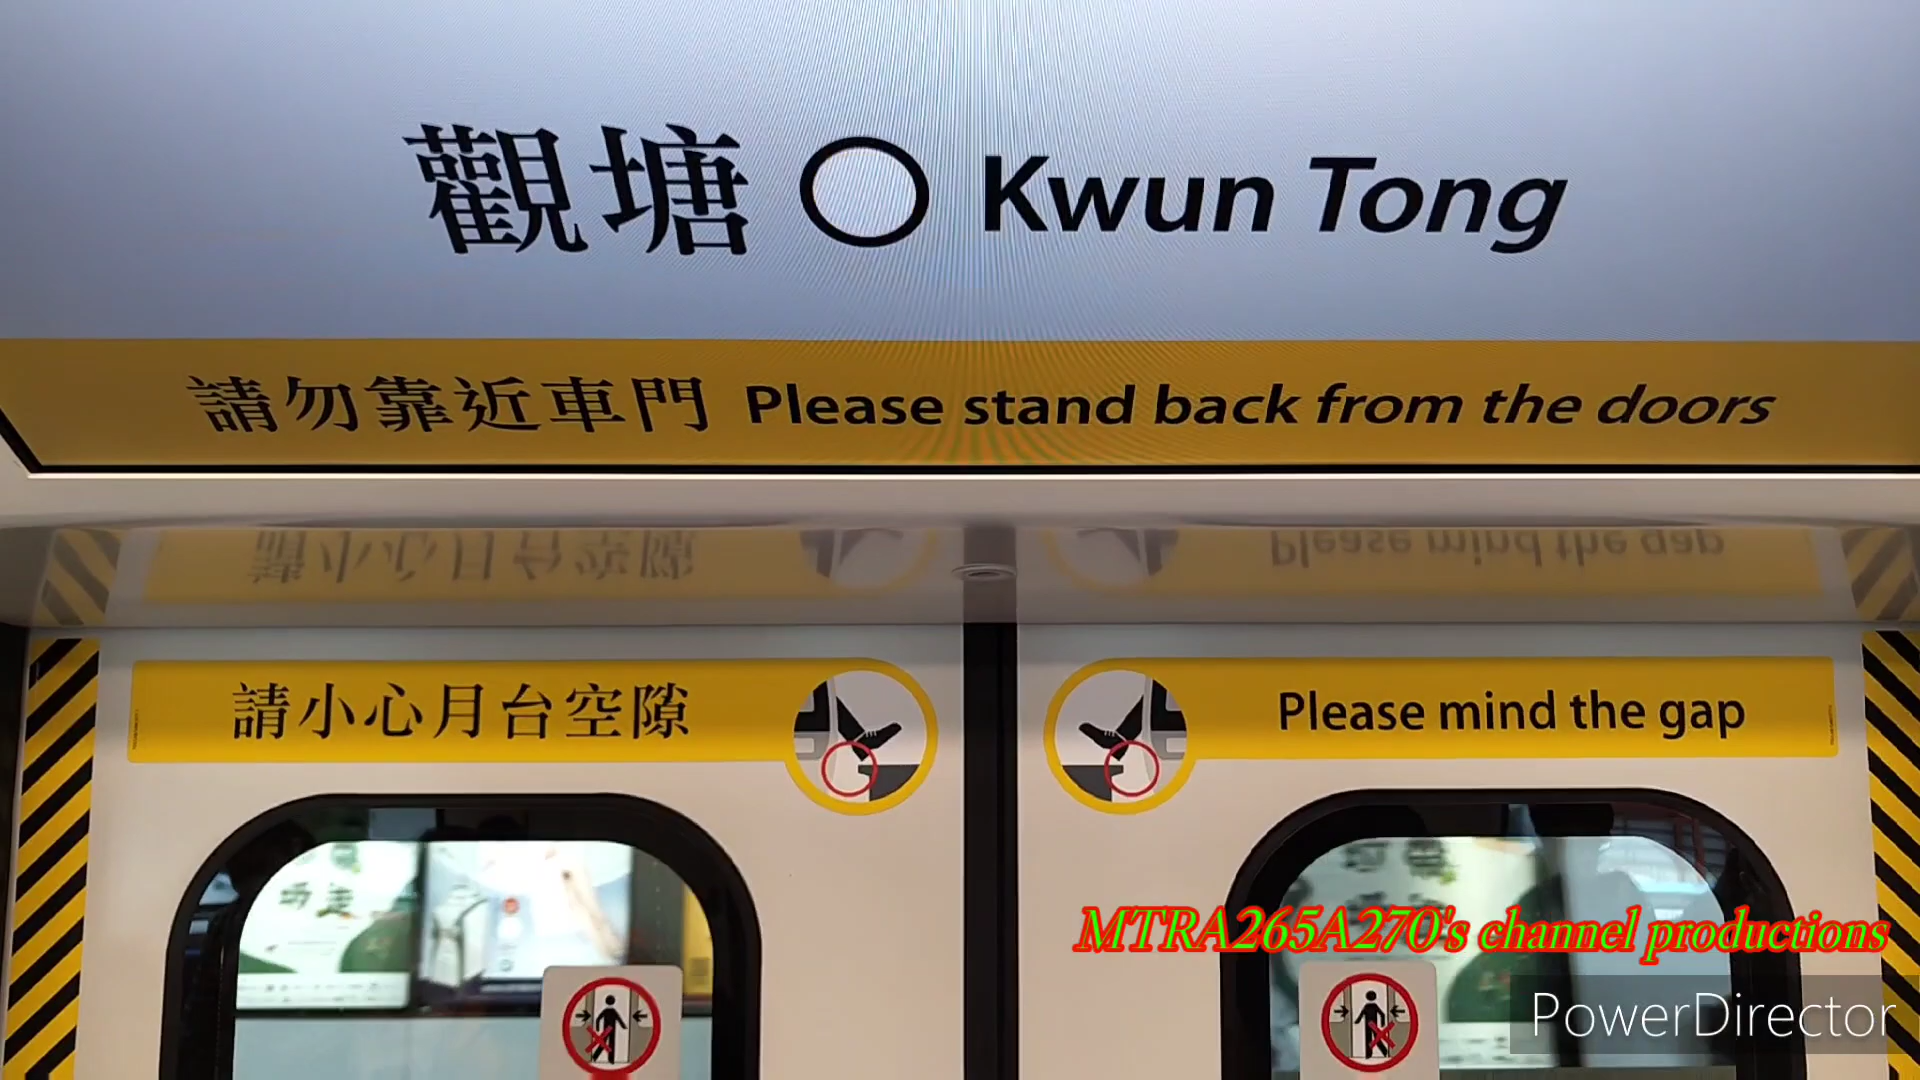 觀塘 Kwun Tong
請勿靠近車門 Please stand back from the doors
請小心月台空隙
Please mind the gap
MTRA265A270's channel productions
PowerDirector